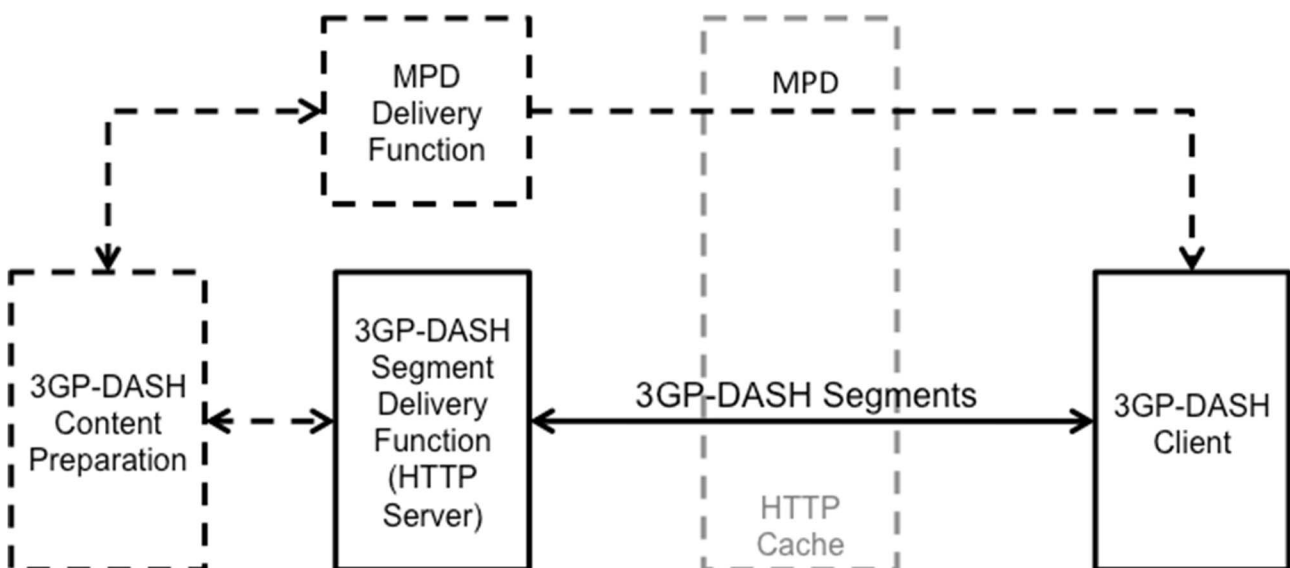 MPD
Delivery
Function
MPD
3GP-DASH
Content
Preparation
3GP-DASH
Segment
Delivery
Function
(HTTP
Server)
3GP-DASH Segments
HTTP
Cache
3GP-DASH
Client